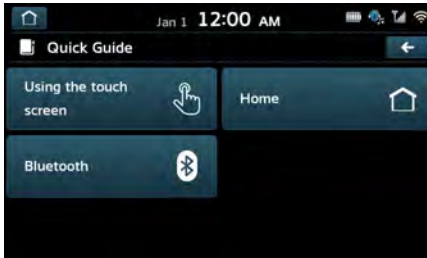 Jan 1 12:00 AM
Quick Guide
Using the touch
screen
Home
Bluetooth